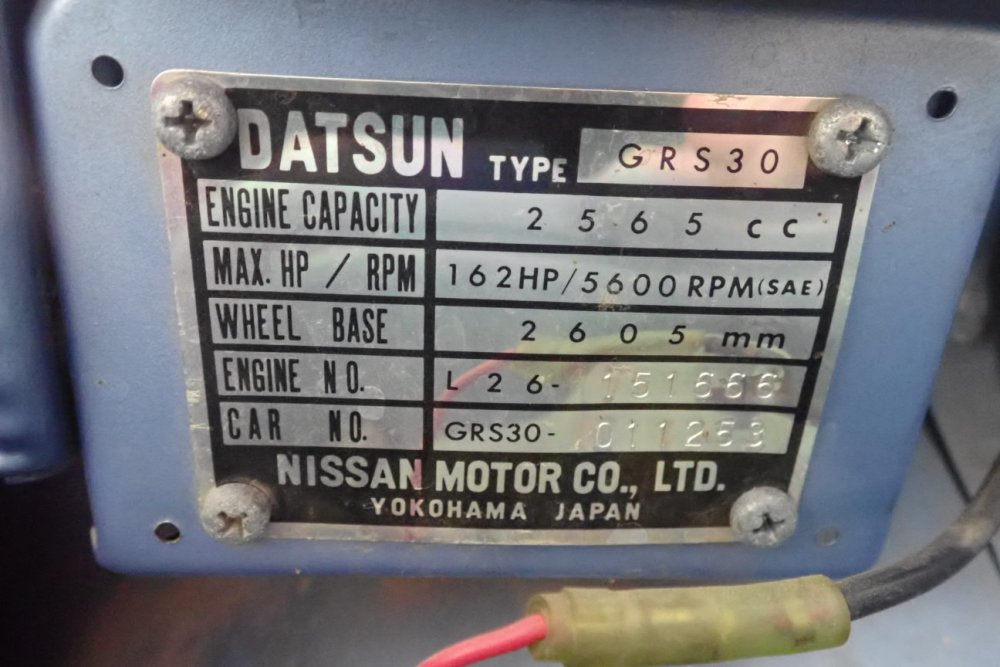 DATSUN TYPE GRS30
ENGINE CAPACITY 2565 cc
MAX. HP / RPM 162HP/5600RPM(SAE)
WHEEL BASE 2605 mm
ENGINE NO. L26-151666
CAR NO. GRS30-011253
NISSAN MOTOR CO., LTD.
YOKOHAMA JAPAN